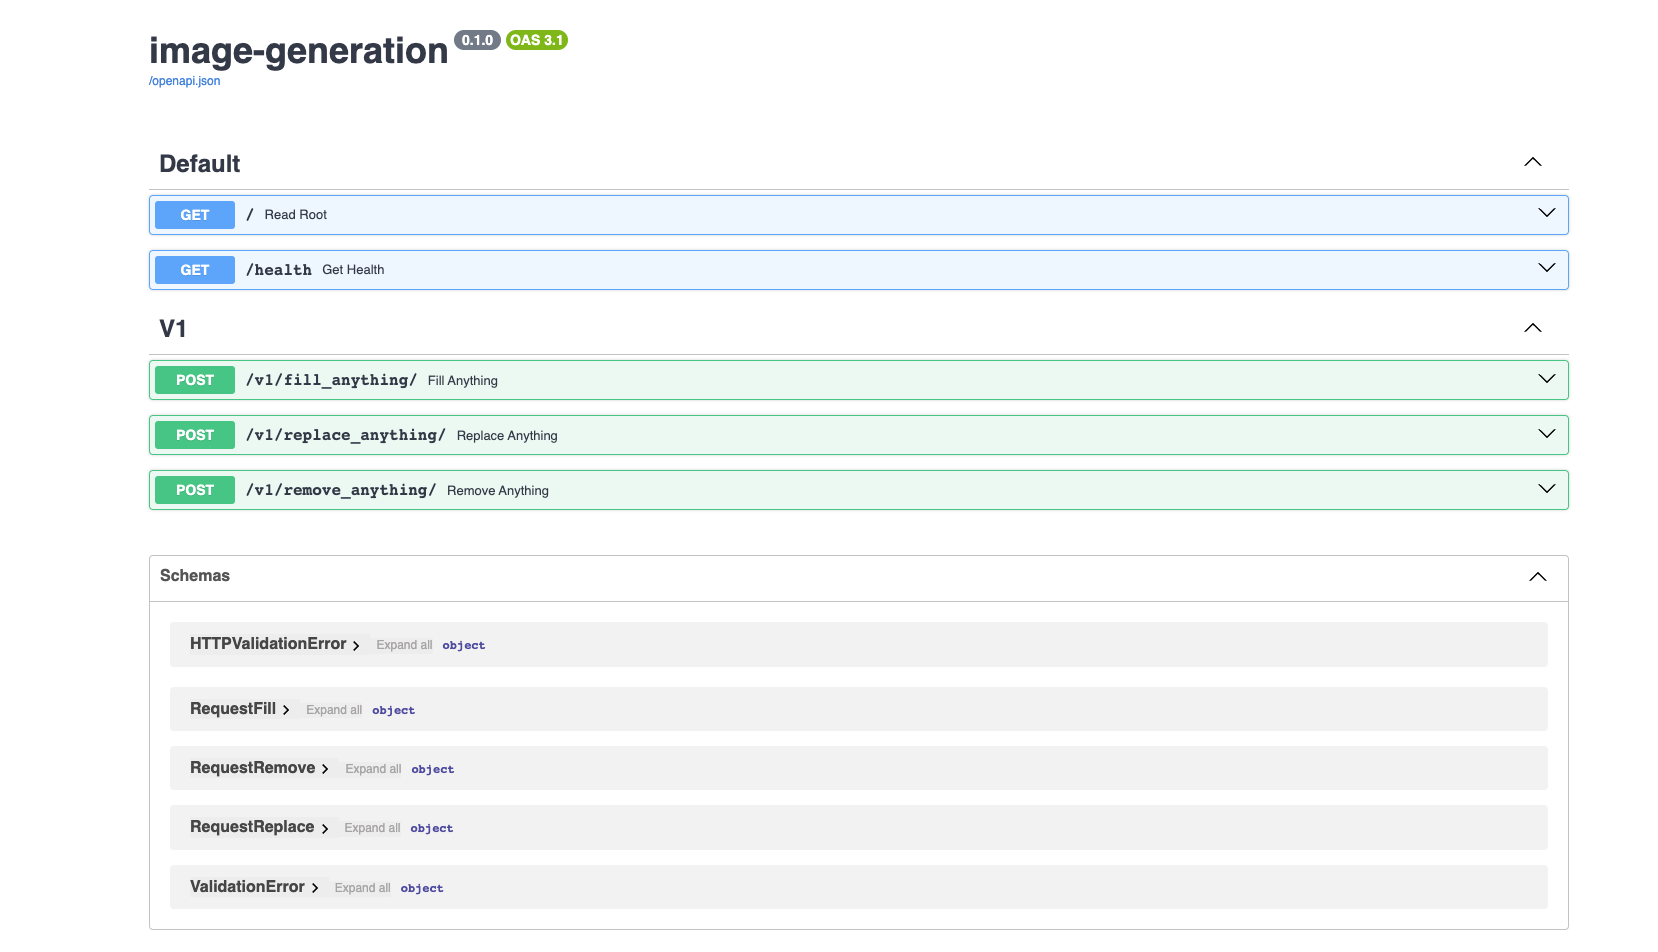 image-generation 0.1.0 OAS 3.1
/openapi.json
Default
GET / Read Root
GET /health Get Health
V1
POST /v1/fill_anything/ Fill Anything
POST /v1/replace_anything/ Replace Anything
POST /v1/remove_anything/ Remove Anything
Schemas
HTTPValidationError Expand all object
RequestFill Expand all object
RequestRemove Expand all object
RequestReplace Expand all object
ValidationError Expand all object